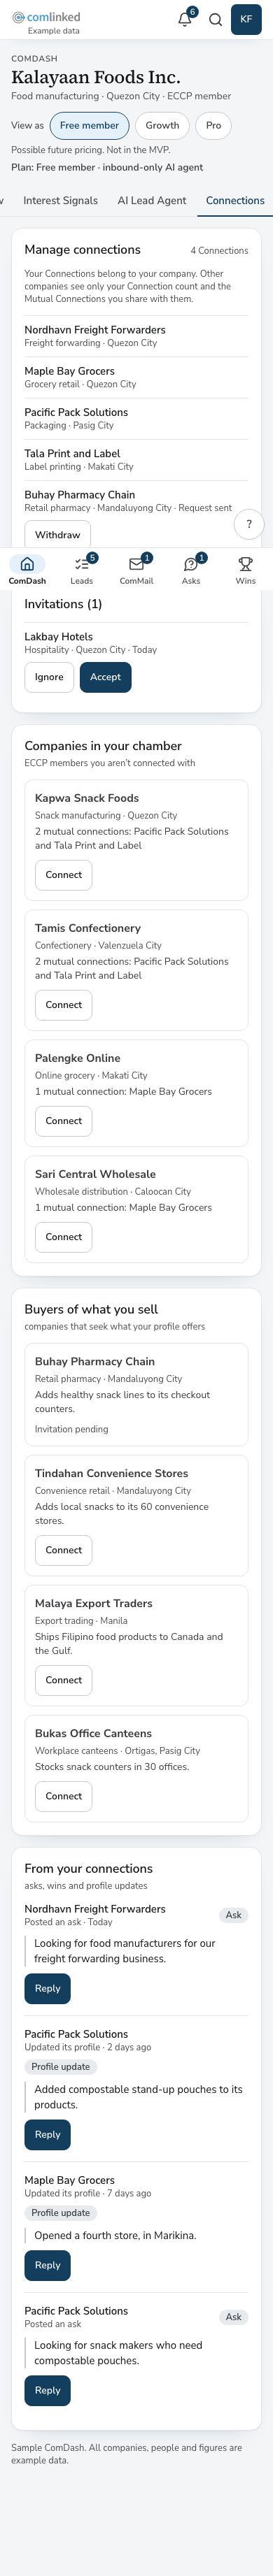 comlinked
Example data
6
KF
COMDASH
Kalayaan Foods Inc.
Food manufacturing · Quezon City · ECCP member
View as
Free member
Growth
Pro
Possible future pricing. Not in the MVP.
Plan: Free member · inbound-only AI agent
Interest Signals
AI Lead Agent
Connections
Manage connections
4 Connections
Your Connections belong to your company. Other
companies see only your Connection count and the
Mutual Connections you share with them.
Nordhavn Freight Forwarders
Freight forwarding · Quezon City
Maple Bay Grocers
Grocery retail · Quezon City
Pacific Pack Solutions
Packaging · Pasig City
Tala Print and Label
Label printing · Makati City
Buhay Pharmacy Chain
Retail pharmacy · Mandaluyong City · Request sent
?
Withdraw
ComDash
5
Leads
1
ComMail
1
Asks
Wins
Invitations (1)
Lakbay Hotels
Hospitality · Quezon City · Today
Ignore
Accept
Companies in your chamber
ECCP members you aren't connected with
Kapwa Snack Foods
Snack manufacturing · Quezon City
2 mutual connections: Pacific Pack Solutions
and Tala Print and Label
Connect
Tamis Confectionery
Confectionery · Valenzuela City
2 mutual connections: Pacific Pack Solutions
and Tala Print and Label
Connect
Palengke Online
Online grocery · Makati City
1 mutual connection: Maple Bay Grocers
Connect
Sari Central Wholesale
Wholesale distribution · Caloocan City
1 mutual connection: Maple Bay Grocers
Connect
Buyers of what you sell
companies that seek what your profile offers
Buhay Pharmacy Chain
Retail pharmacy · Mandaluyong City
Adds healthy snack lines to its checkout
counters.
Invitation pending
Tindahan Convenience Stores
Convenience retail · Mandaluyong City
Adds local snacks to its 60 convenience
stores.
Connect
Malaya Export Traders
Export trading · Manila
Ships Filipino food products to Canada and
the Gulf.
Connect
Bukas Office Canteens
Workplace canteens · Ortigas, Pasig City
Stocks snack counters in 30 offices.
Connect
From your connections
asks, wins and profile updates
Nordhavn Freight Forwarders
Ask
Posted an ask · Today
Looking for food manufacturers for our
freight forwarding business.
Reply
Pacific Pack Solutions
Updated its profile · 2 days ago
Profile update
Added compostable stand-up pouches to its
products.
Reply
Maple Bay Grocers
Updated its profile · 7 days ago
Profile update
Opened a fourth store, in Marikina.
Reply
Pacific Pack Solutions
Ask
Posted an ask
Looking for snack makers who need
compostable pouches.
Reply
Sample ComDash. All companies, people and figures are
example data.